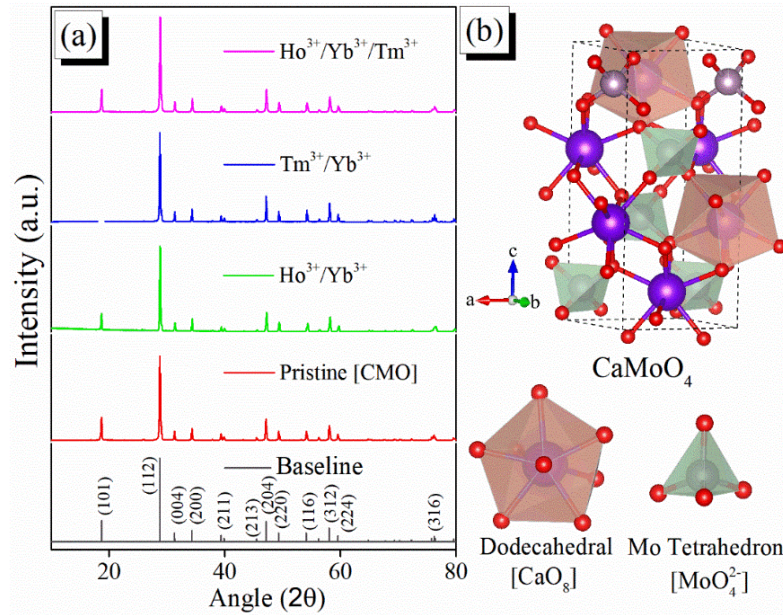 (a)
Ho³⁺/Yb³⁺/Tm³⁺
Tm³⁺/Yb³⁺
Ho³⁺/Yb³⁺
Pristine [CMO]
Baseline
Intensity (a.u.)
(101)
(112)
(004)
(200)
(211)
(213)
(204)
(220)
(116)
(312)
(224)
(316)
20
40
60
80
Angle (2θ)
(b)
c
a
b
CaMoO₄
Dodecahedral
[CaO₈]
Mo Tetrahedron
[MoO₄²⁻]